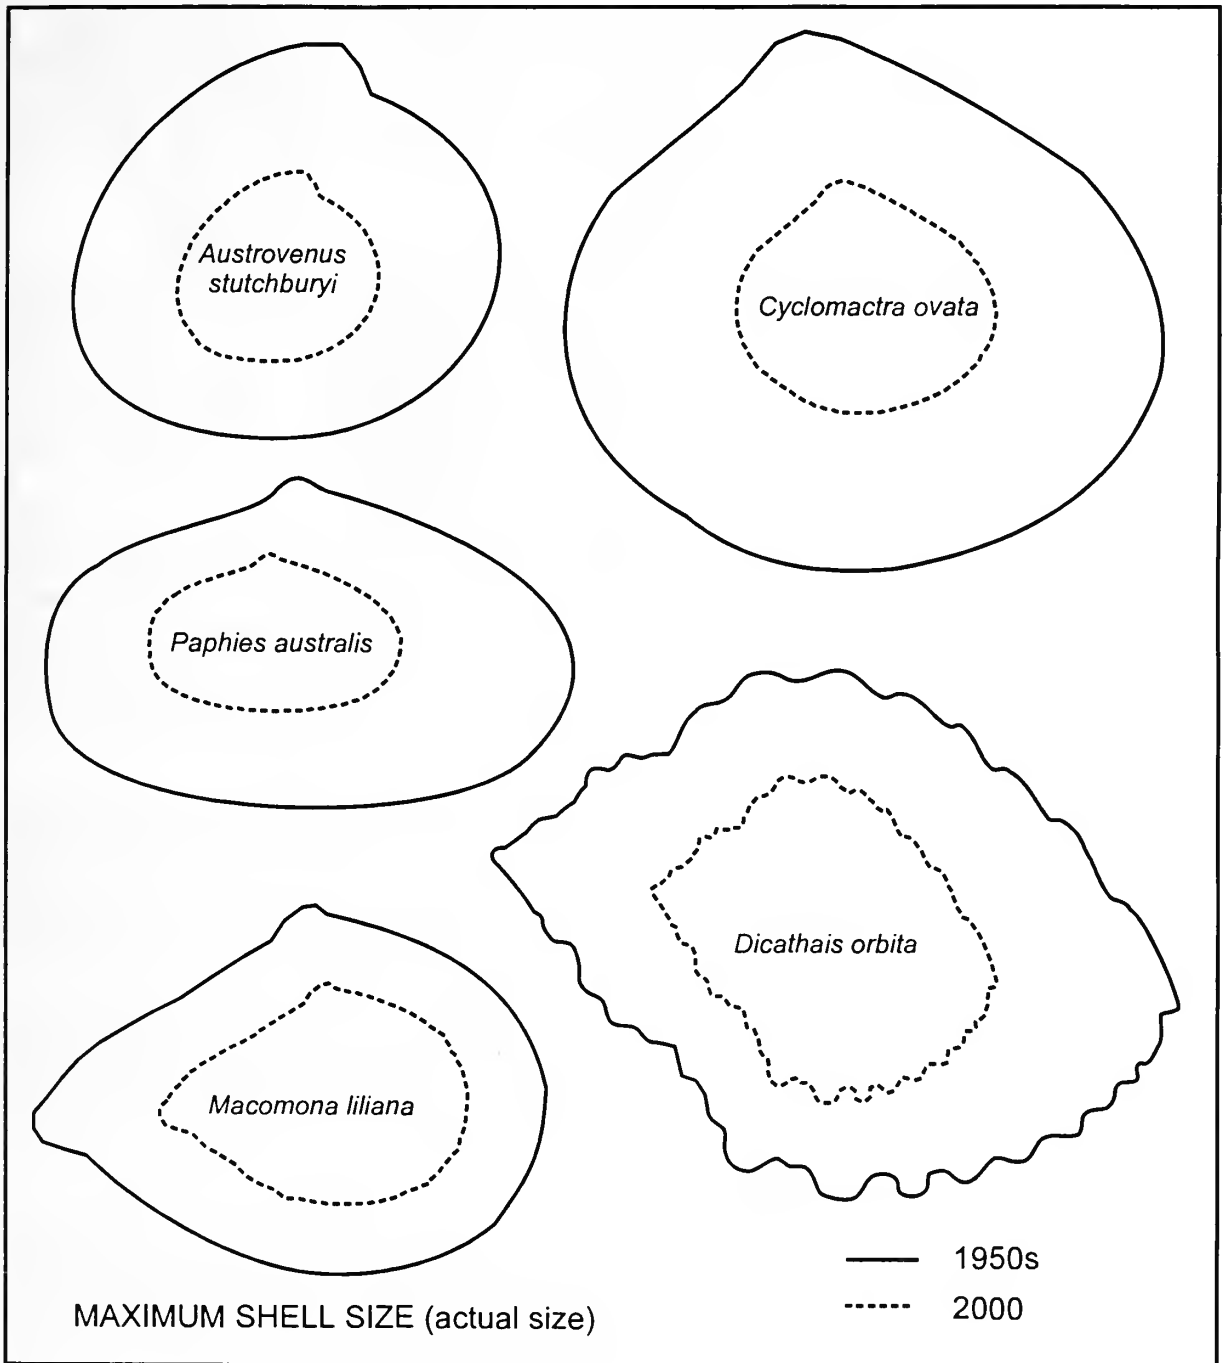 Austrovenus
stutchburyi
Cyclomactra ovata
Paphies australis
Dicathais orbita
Macomona liliana
1950s
2000
MAXIMUM SHELL SIZE (actual size)